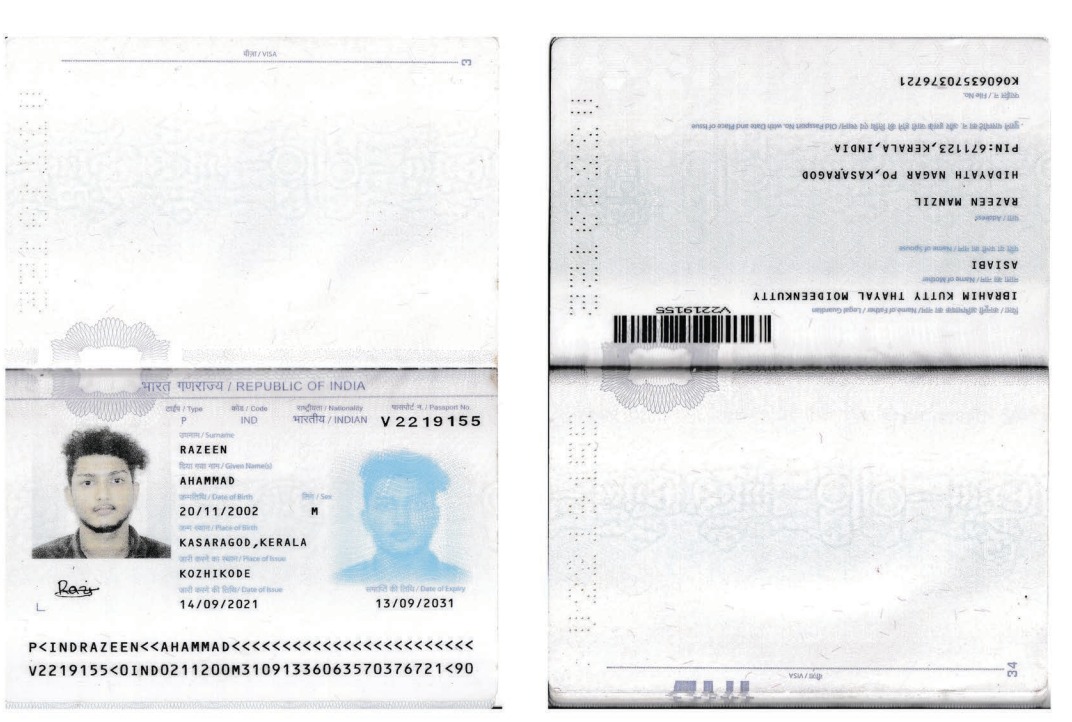 3
वीज़ा / VISA
भारत गणराज्य / REPUBLIC OF INDIA
टाईप / Type कोड / Code राष्ट्रीयता / Nationality पासपोर्ट न. / Passport No.
P IND भारतीय / INDIAN V2219155
उपनाम / Surname
RAZEEN
दिया गया नाम / Given Name(s)
AHAMMAD
जन्मतिथि / Date of Birth लिंग / Sex
20/11/2002 M
जन्म स्थान / Place of Birth
KASARAGOD,KERALA
जारी करने का स्थान / Place of Issue
KOZHIKODE
जारी करने की तिथि / Date of Issue समाप्ति की तिथि / Date of Expiry
14/09/2021 13/09/2031
P<INDRAZEEN<<AHAMMAD<<<<<<<<<<<<<<<<<<<<<<<<
V2219155<0IND0211200M31091336063570376721<90
34
वीज़ा / VISA
V2219155
पिता / कानूनी अभिभावक का नाम / Name of Father / Legal Guardian
IBRAHIM KUTTY THAYAL MOIDEENKUTTY
माता का नाम / Name of Mother
ASIABI
पति या पत्नी का नाम / Name of Spouse
पता / Address
RAZEEN MANZIL
HIDAYATH NAGAR PO,KASARAGOD
PIN:671123,KERALA,INDIA
पुराने पासपोर्ट का न. और इसके जारी होने की तिथि एवं स्थान / Old Passport No. with Date and Place of Issue
फाईल न. / File No.
KO6063570376721